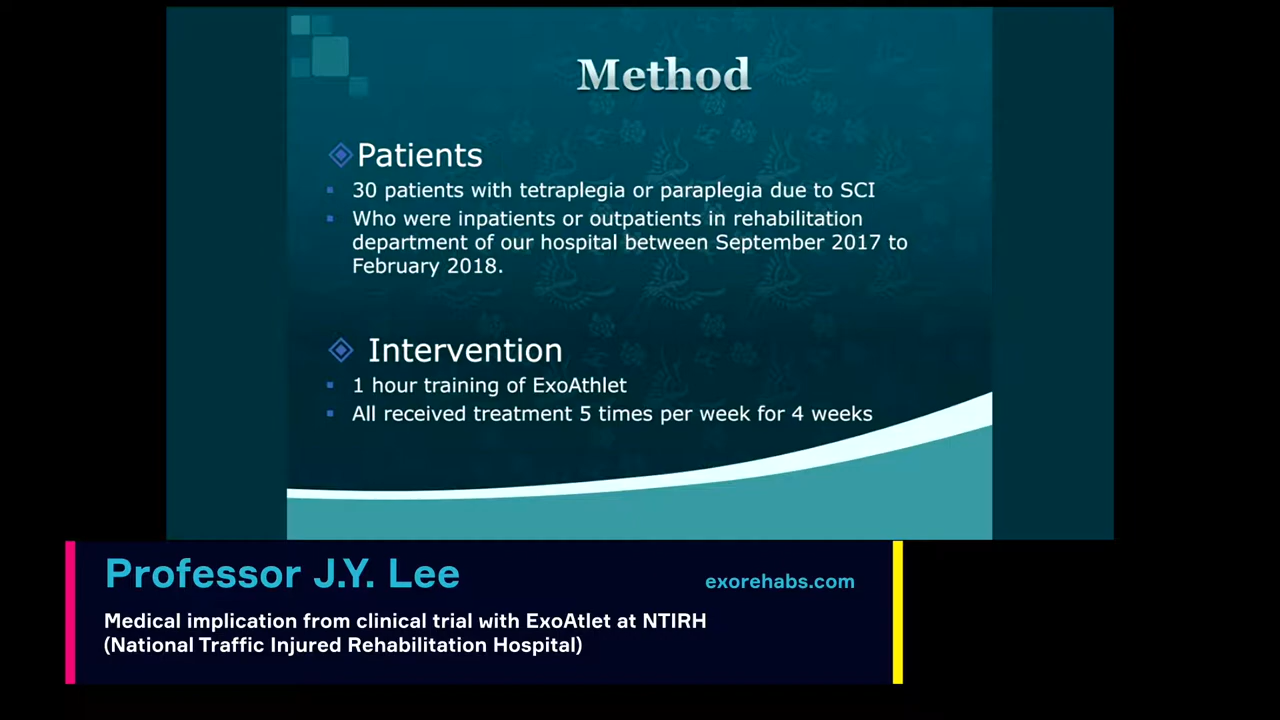 Method
Patients
30 patients with tetraplegia or paraplegia due to SCI
Who were inpatients or outpatients in rehabilitation
department of our hospital between September 2017 to
February 2018.
Intervention
1 hour training of ExoAthlet
All received treatment 5 times per week for 4 weeks
Professor J.Y. Lee
exorehabs.com
Medical implication from clinical trial with ExoAtlet at NTIRH
(National Traffic Injured Rehabilitation Hospital)